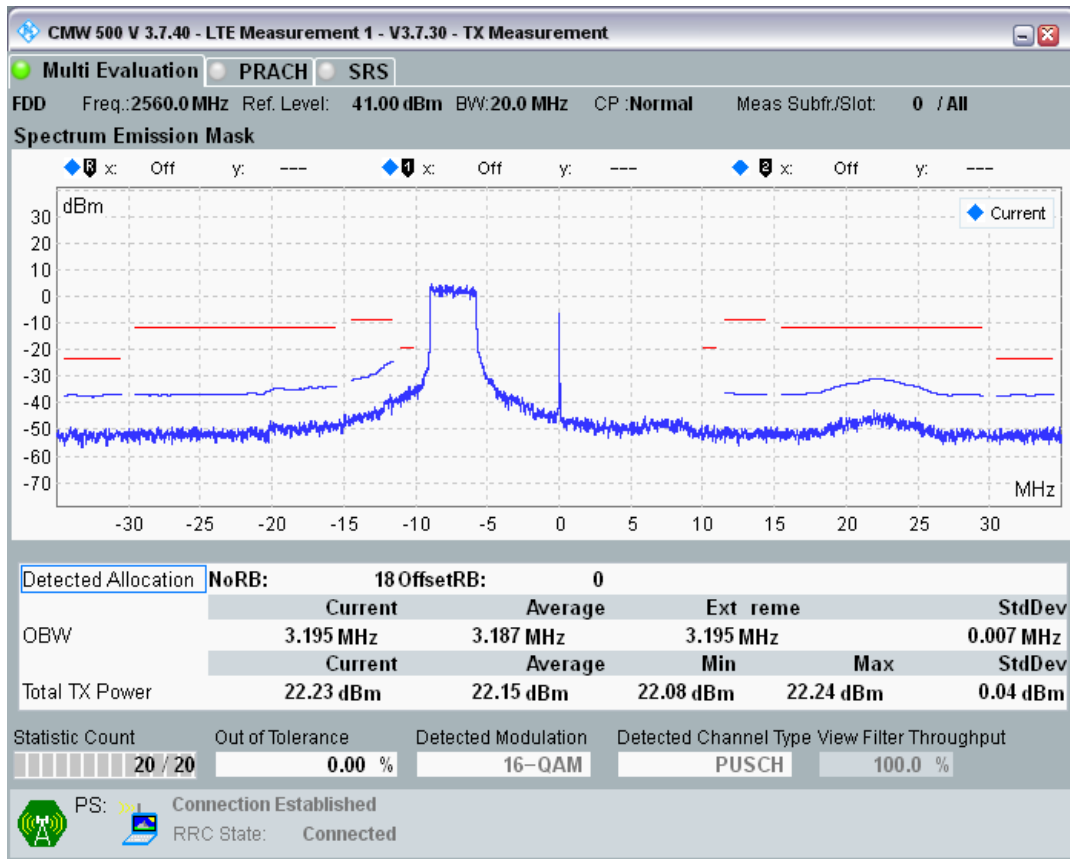 CMW 500 V 3.7.40 - LTE Measurement 1 - V3.7.30 - TX Measurement
Multi Evaluation PRACH SRS
FDD Freq.:2560.0 MHz Ref. Level: 41.00 dBm BW:20.0 MHz CP :Normal Meas Subfr./Slot: 0 / All
Spectrum Emission Mask
R x: Off y: --- 1 x: Off y: --- 2 x: Off y: ---
dBm
Current
30
20
10
0
-10
-20
-30
-40
-50
-60
-70
MHz
-30 -25 -20 -15 -10 -5 0 5 10 15 20 25 30
Detected Allocation NoRB: 18 OffsetRB: 0
Current Average Ext reme StdDev
OBW 3.195 MHz 3.187 MHz 3.195 MHz 0.007 MHz
Current Average Min Max StdDev
Total TX Power 22.23 dBm 22.15 dBm 22.08 dBm 22.24 dBm 0.04 dBm
Statistic Count Out of Tolerance Detected Modulation Detected Channel Type View Filter Throughput
20 / 20 0.00 % 16-QAM PUSCH 100.0 %
PS: Connection Established
RRC State: Connected